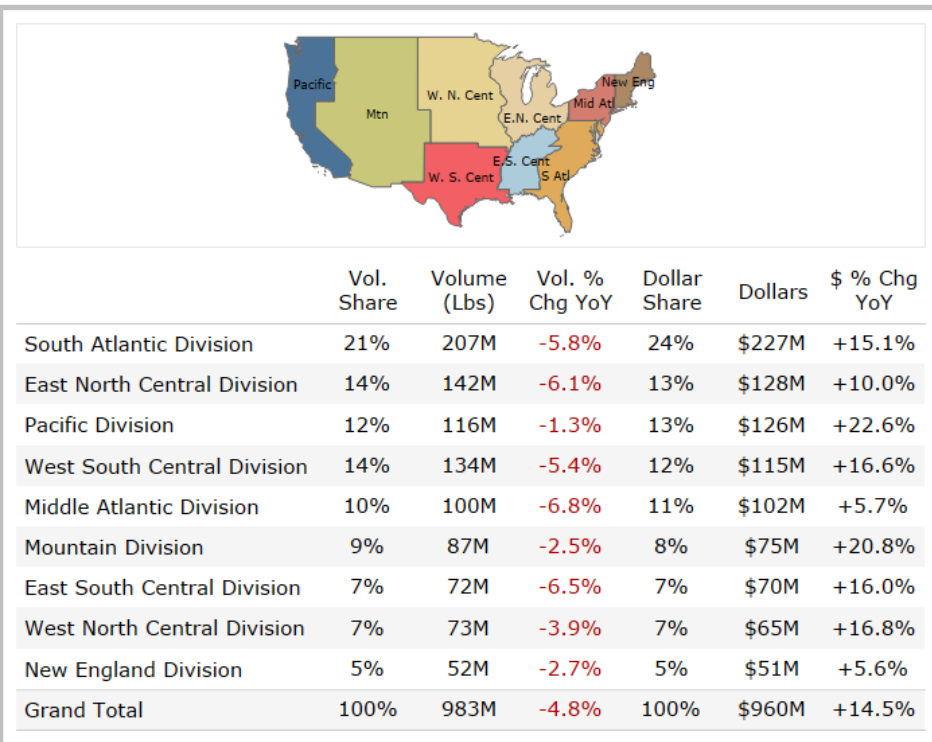 Pacific
Mtn
W. N. Cent
E.N. Cent
New Eng
Mid Atl
E.S. Cent
W. S. Cent
S Atl
Vol. Share Volume (Lbs) Vol. % Chg YoY Dollar Share Dollars $ % Chg YoY
South Atlantic Division 21% 207M -5.8% 24% $227M +15.1%
East North Central Division 14% 142M -6.1% 13% $128M +10.0%
Pacific Division 12% 116M -1.3% 13% $126M +22.6%
West South Central Division 14% 134M -5.4% 12% $115M +16.6%
Middle Atlantic Division 10% 100M -6.8% 11% $102M +5.7%
Mountain Division 9% 87M -2.5% 8% $75M +20.8%
East South Central Division 7% 72M -6.5% 7% $70M +16.0%
West North Central Division 7% 73M -3.9% 7% $65M +16.8%
New England Division 5% 52M -2.7% 5% $51M +5.6%
Grand Total 100% 983M -4.8% 100% $960M +14.5%